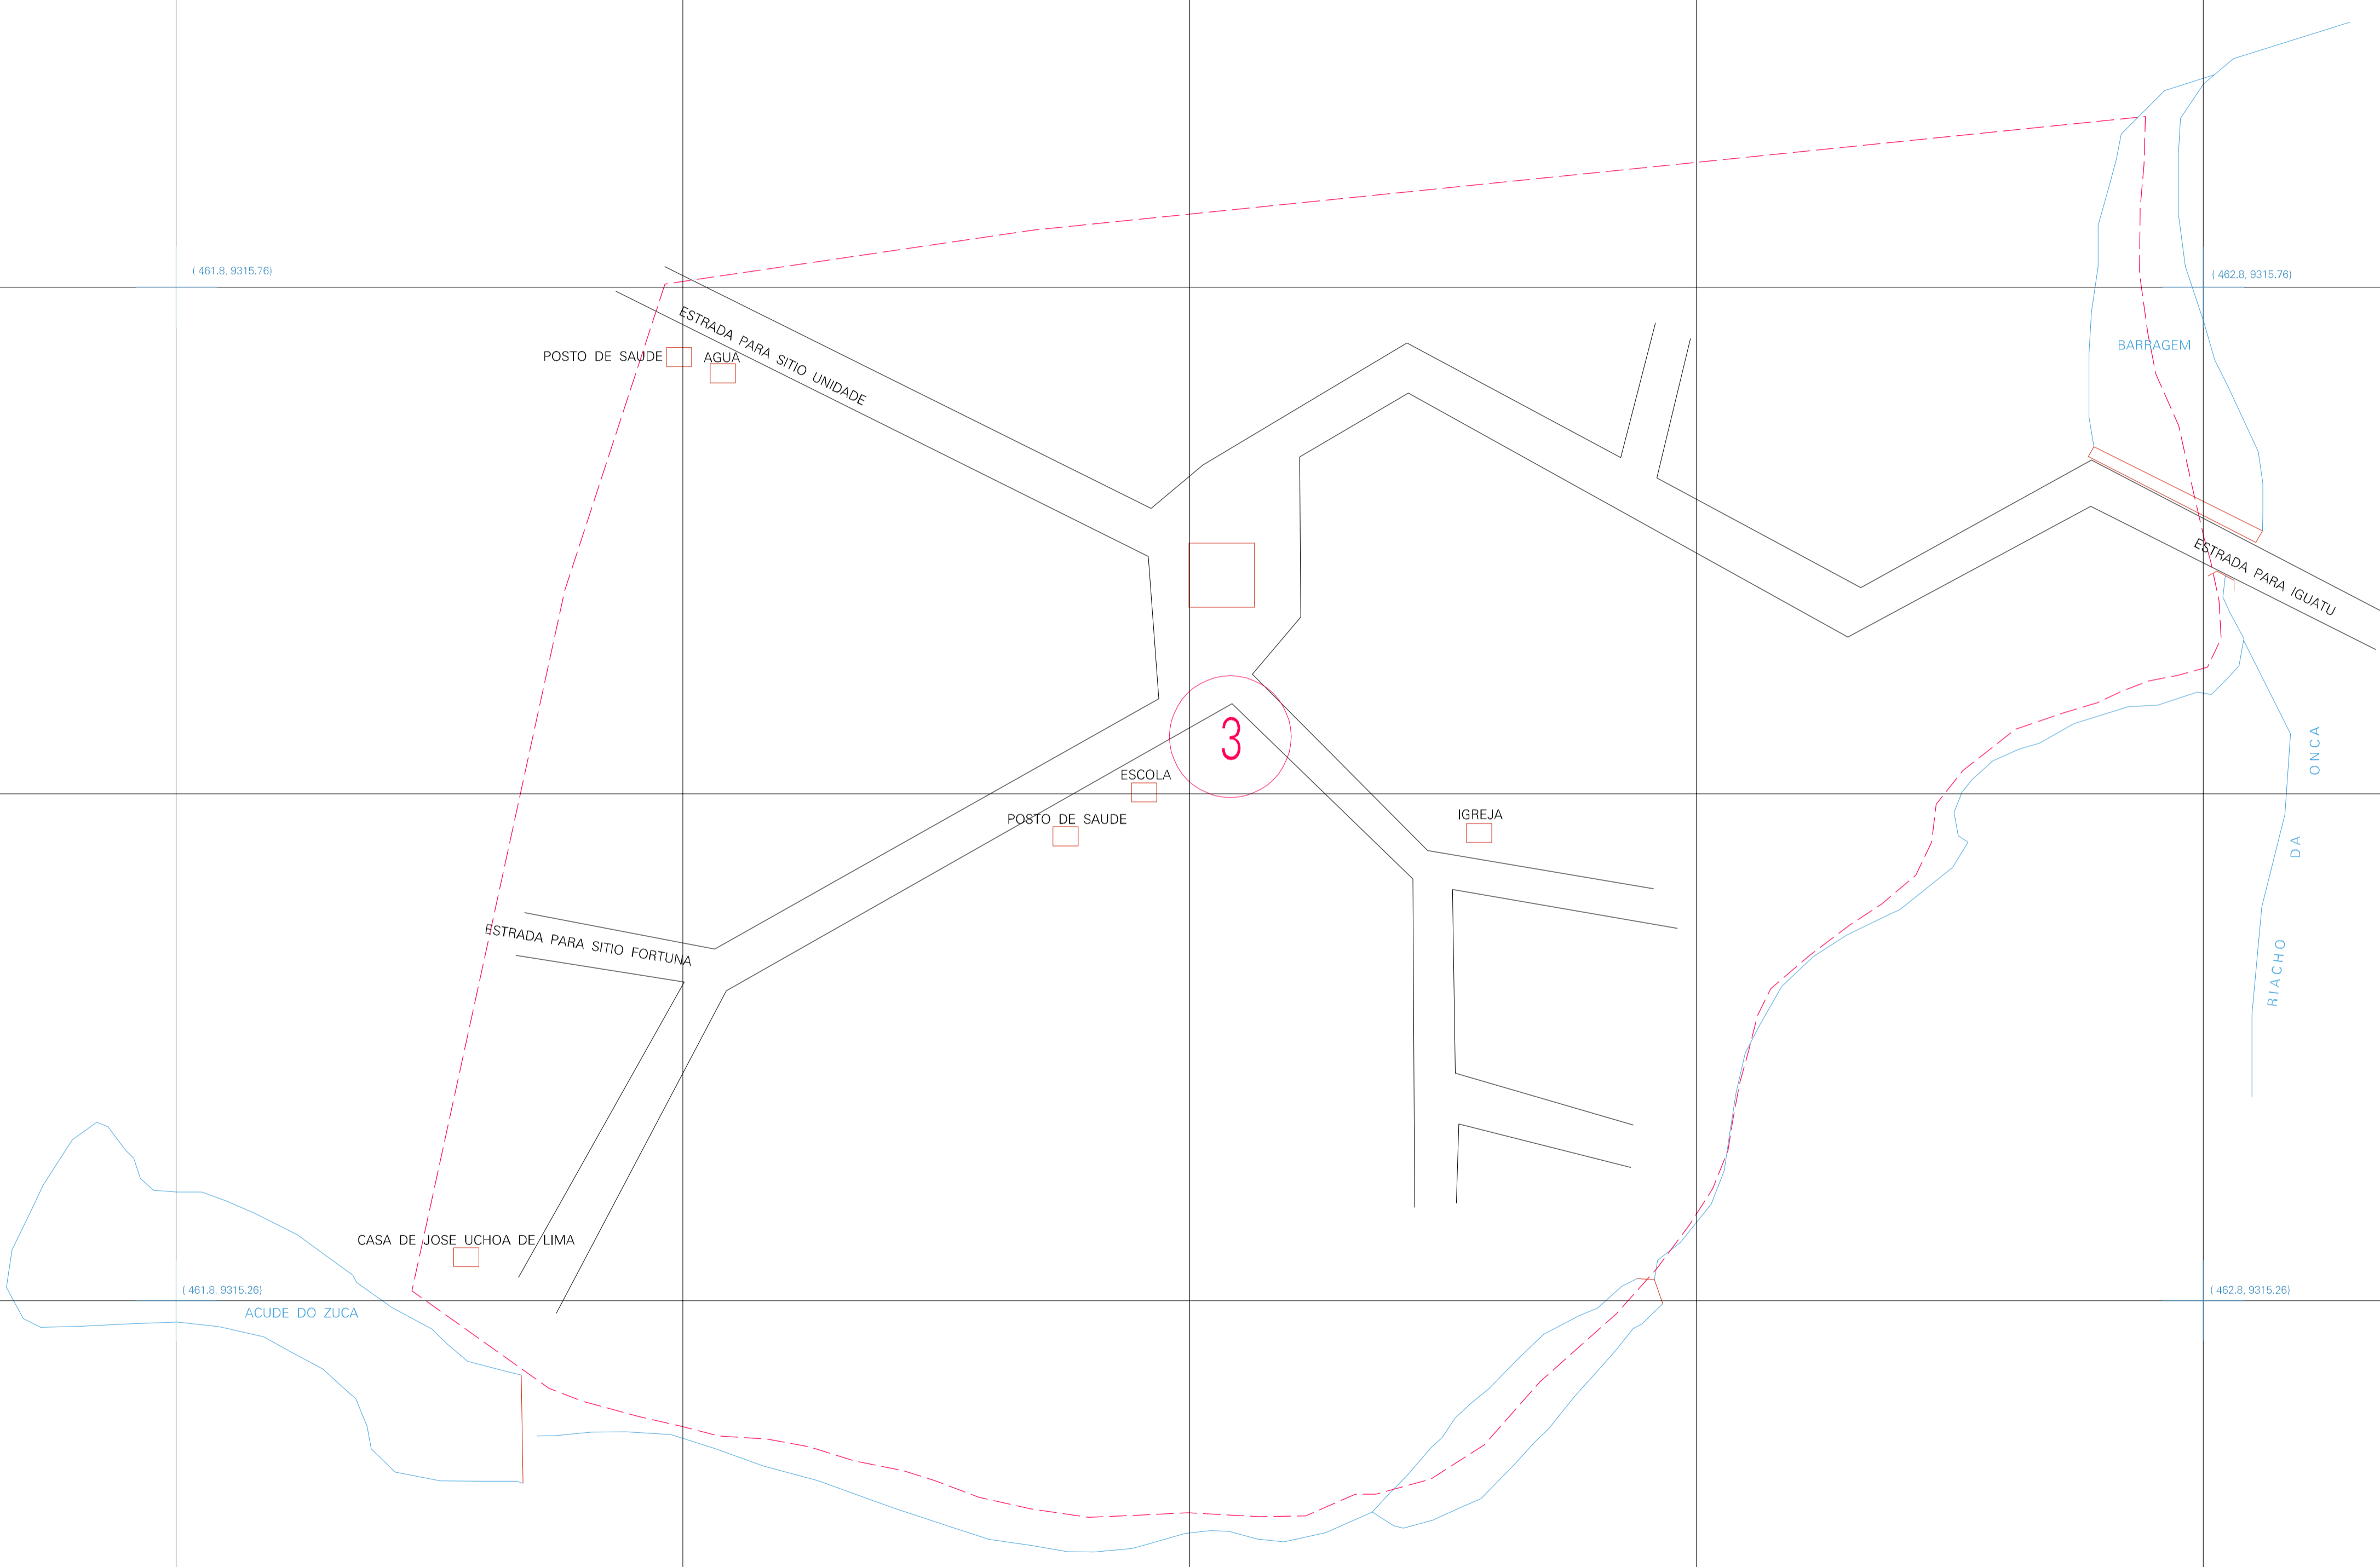 ( 461.8, 9315.76)
( 462.8, 9315.76)
ESTRADA PARA SITIO UNIDADE
POSTO DE SAUDE
AGUA
BARRAGEM
ESTRADA PARA IGUATU
3
ESCOLA
POSTO DE SAUDE
IGREJA
RIACHO DA ONCA
ESTRADA PARA SITIO FORTUNA
CASA DE JOSE UCHOA DE LIMA
( 461.8, 9315.26)
( 462.8, 9315.26)
ACUDE DO ZUCA